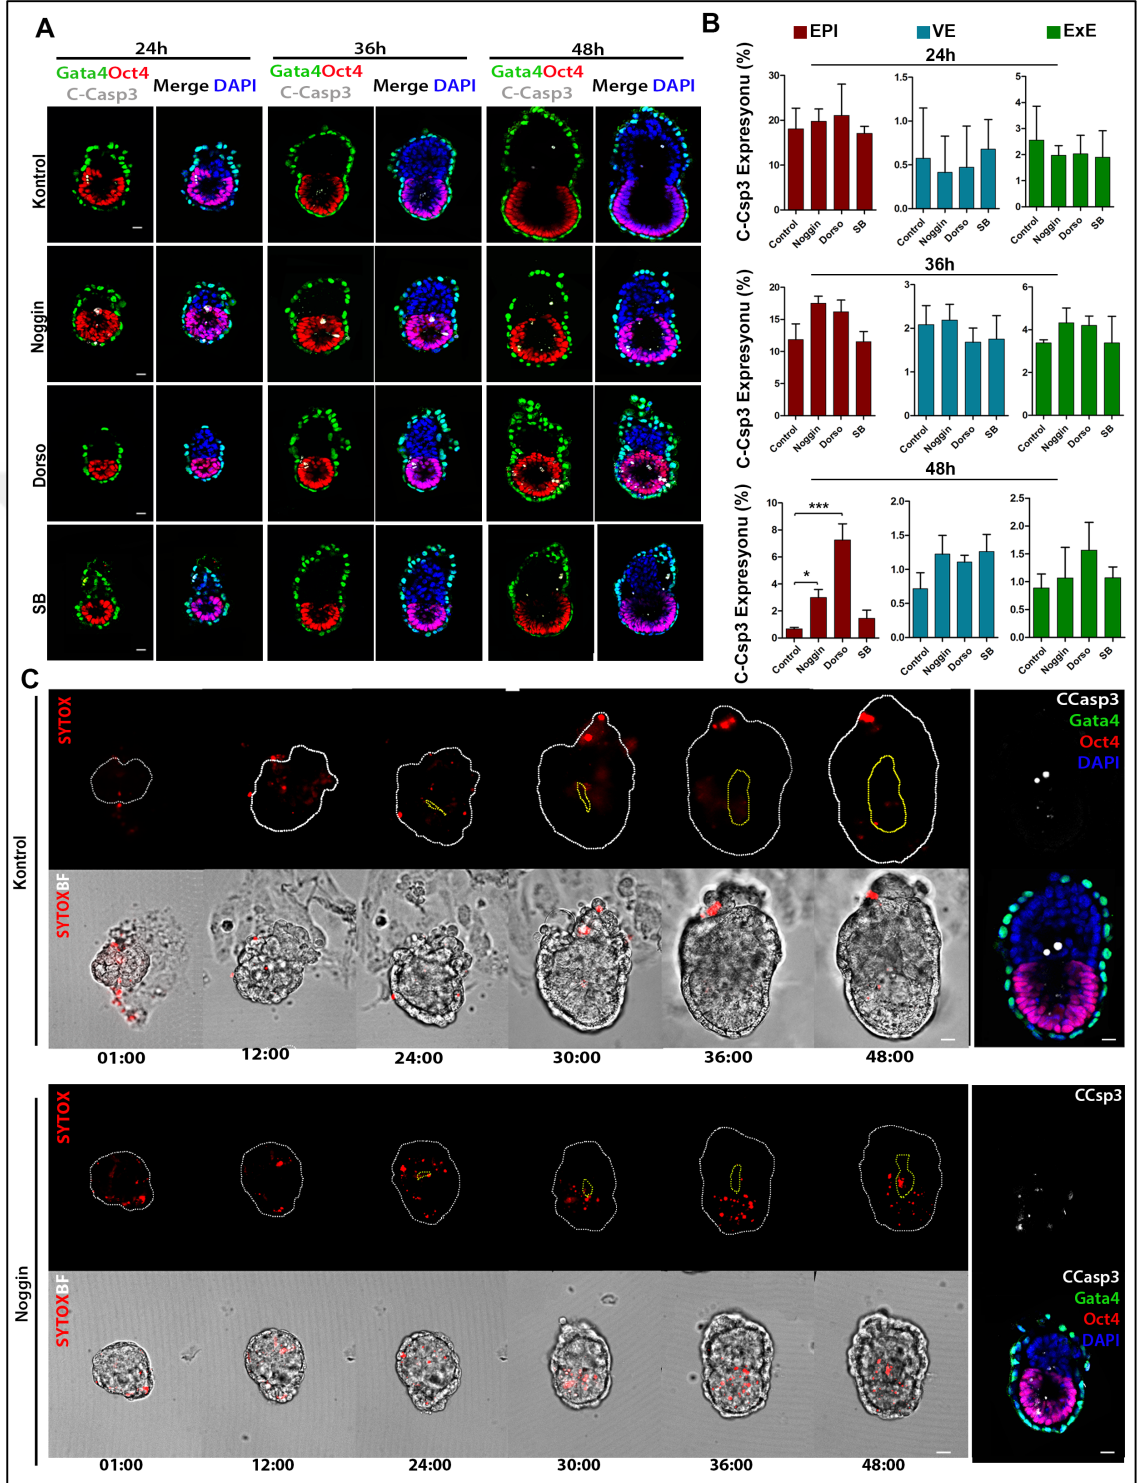 A
24h
36h
48h
Gata4Oct4
C-Casp3
Merge DAPI
Gata4Oct4
C-Casp3
Merge DAPI
Gata4Oct4
C-Casp3
Merge DAPI
Kontrol
Noggin
Dorso
SB
B
EPI
VE
ExE
24h
C-Csp3 Expresyonu (%)
30
20
10
0
Control
Noggin
Dorso
SB
1.5
1.0
0.5
0.0
Control
Noggin
Dorso
SB
5
4
3
2
1
0
Control
Noggin
Dorso
SB
36h
C-Csp3 Expresyonu (%)
20
15
10
5
0
Control
Noggin
Dorso
SB
3
2
1
0
Control
Noggin
Dorso
SB
6
4
2
0
Control
Noggin
Dorso
SB
48h
C-Csp3 Expresyonu (%)
10
8
6
4
2
0
***
*
Control
Noggin
Dorso
SB
2.0
1.5
1.0
0.5
0.0
Control
Noggin
Dorso
SB
2.5
2.0
1.5
1.0
0.5
0.0
Control
Noggin
Dorso
SB
C
Kontrol
SYTOX
SYTOXBF
01:00
12:00
24:00
30:00
36:00
48:00
CCasp3
Gata4
Oct4
DAPI
Noggin
SYTOX
SYTOXBF
01:00
12:00
24:00
30:00
36:00
48:00
CCsp3
CCasp3
Gata4
Oct4
DAPI